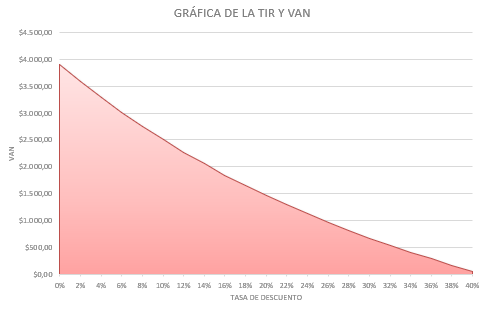 GRÁFICA DE LA TIR Y VAN
$4.500,00
$4.000,00
$3.500,00
$3.000,00
$2.500,00
$2.000,00
$1.500,00
$1.000,00
$500,00
$0,00
VAN
0% 2% 4% 6% 8% 10% 12% 14% 16% 18% 20% 22% 24% 26% 28% 30% 32% 34% 36% 38% 40%
TASA DE DESCUENTO